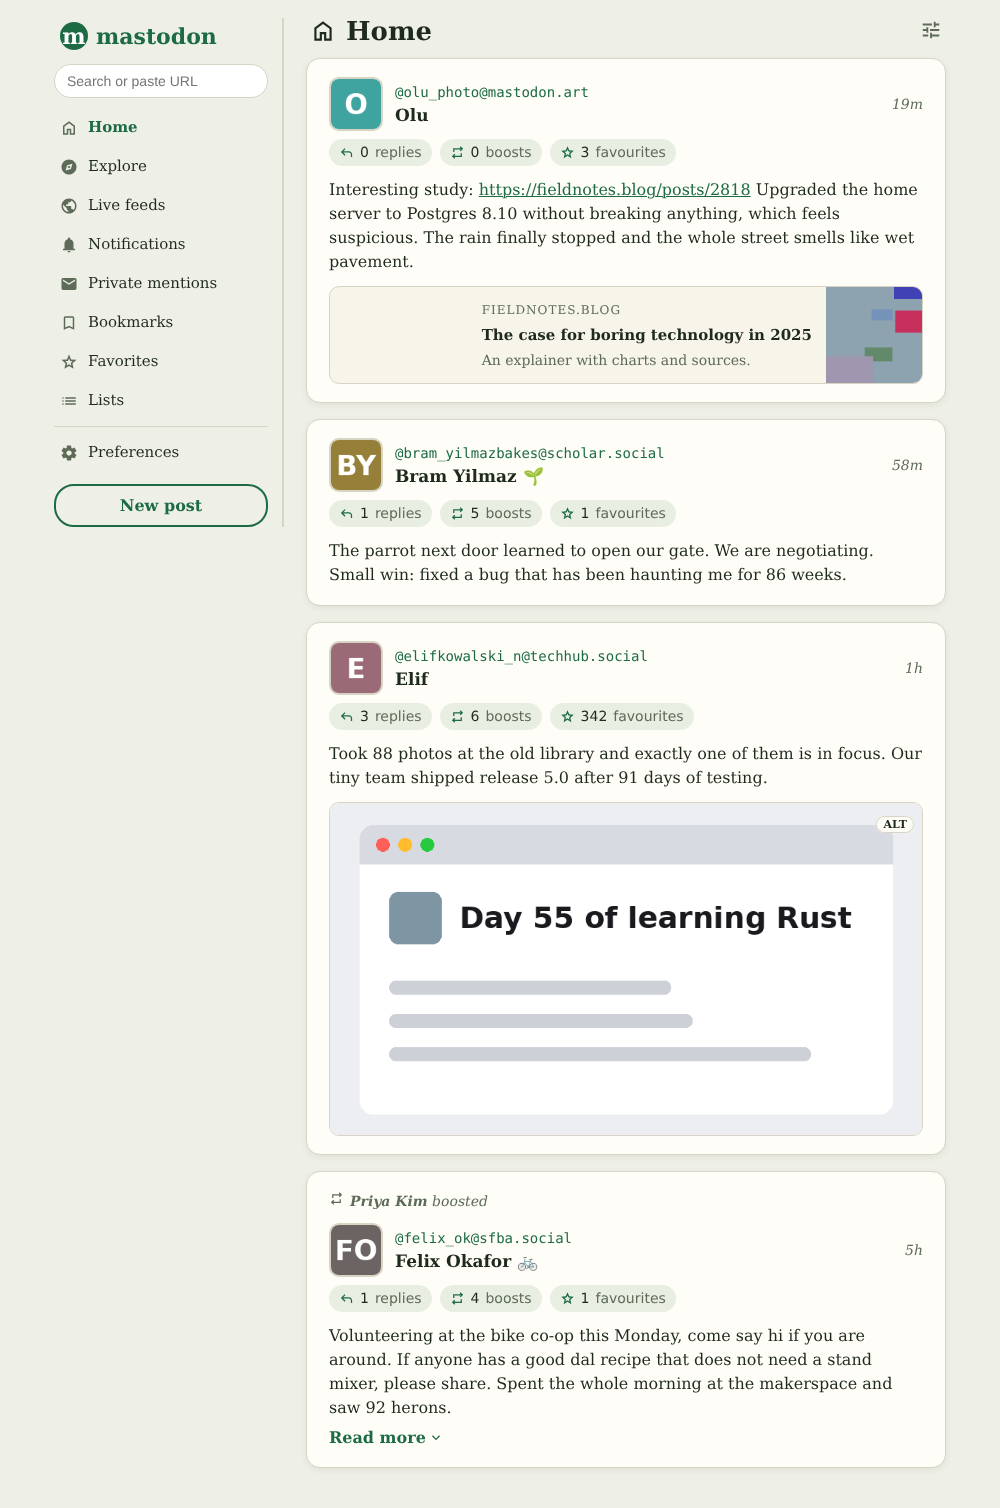 mastodon
Search or paste URL
Home
Explore
Live feeds
Notifications
Private mentions
Bookmarks
Favorites
Lists
Preferences
New post
Home
O
@olu_photo@mastodon.art
Olu
19m
0 replies
0 boosts
3 favourites
Interesting study: https://fieldnotes.blog/posts/2818 Upgraded the home
server to Postgres 8.10 without breaking anything, which feels
suspicious. The rain finally stopped and the whole street smells like wet
pavement.
FIELDNOTES.BLOG
The case for boring technology in 2025
An explainer with charts and sources.
BY
@bram_yilmazbakes@scholar.social
Bram Yilmaz 🌱
58m
1 replies
5 boosts
1 favourites
The parrot next door learned to open our gate. We are negotiating.
Small win: fixed a bug that has been haunting me for 86 weeks.
E
@elifkowalski_n@techhub.social
Elif
1h
3 replies
6 boosts
342 favourites
Took 88 photos at the old library and exactly one of them is in focus. Our
tiny team shipped release 5.0 after 91 days of testing.
ALT
Day 55 of learning Rust
Priya Kim boosted
FO
@felix_ok@sfba.social
Felix Okafor 🚲
5h
1 replies
4 boosts
1 favourites
Volunteering at the bike co-op this Monday, come say hi if you are
around. If anyone has a good dal recipe that does not need a stand
mixer, please share. Spent the whole morning at the makerspace and
saw 92 herons.
Read more